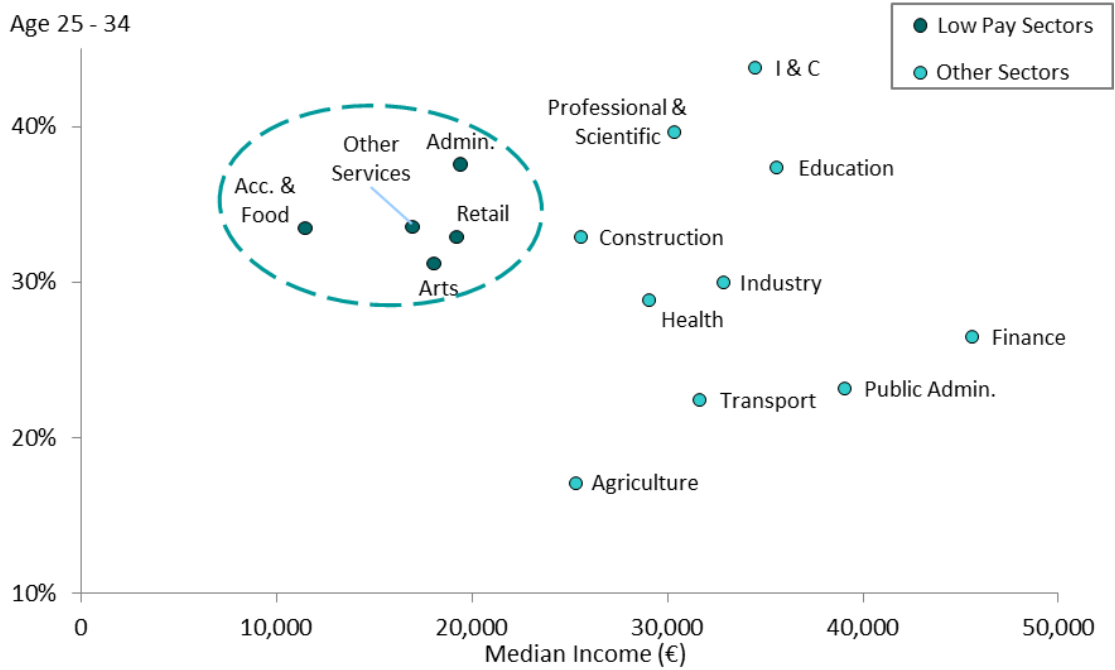 Age 25 - 34
Low Pay Sectors
Other Sectors
I & C
Professional &
Scientific
Education
Other
Services
Admin.
Acc. &
Food
Retail
Arts
Construction
Industry
Health
Finance
Public Admin.
Transport
Agriculture
40%
30%
20%
10%
0
10,000
20,000
30,000
40,000
50,000
Median Income (€)